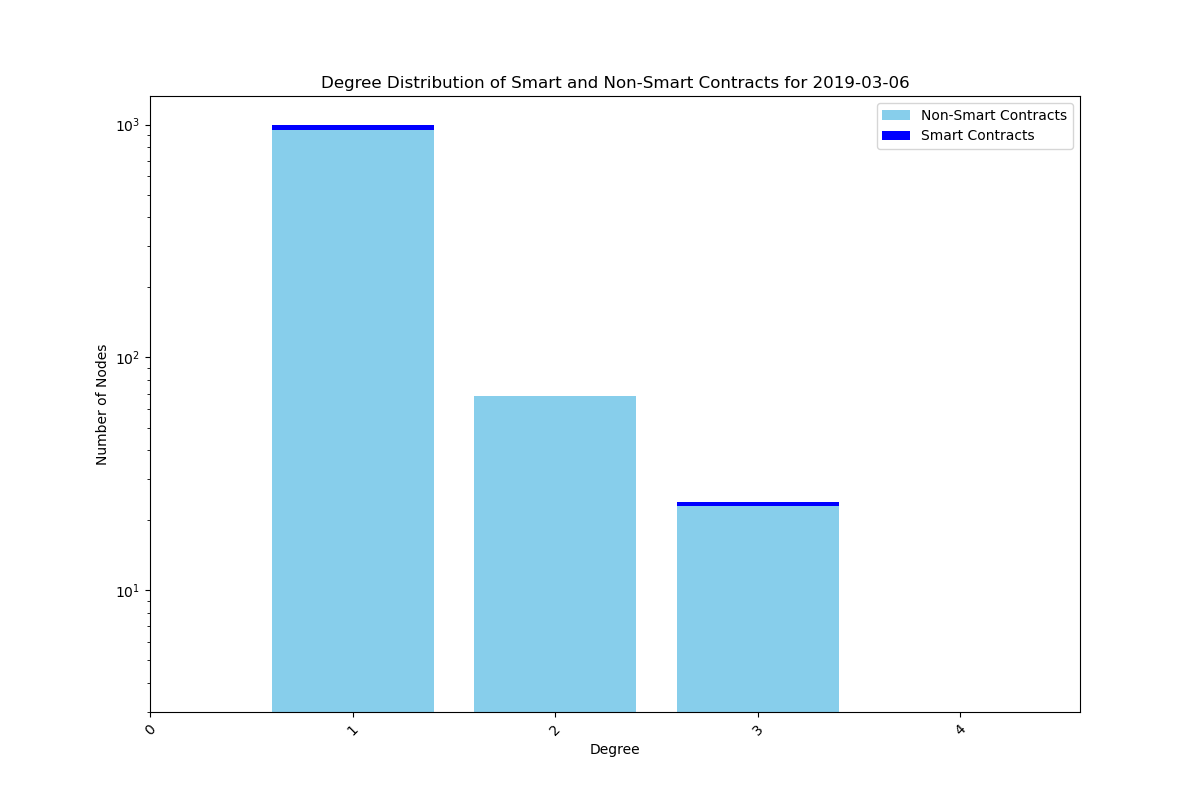 Degree Distribution of Smart and Non-Smart Contracts for 2019-03-06
Non-Smart Contracts
Smart Contracts
Number of Nodes
10³
10²
10¹
0 1 2 3 4
Degree